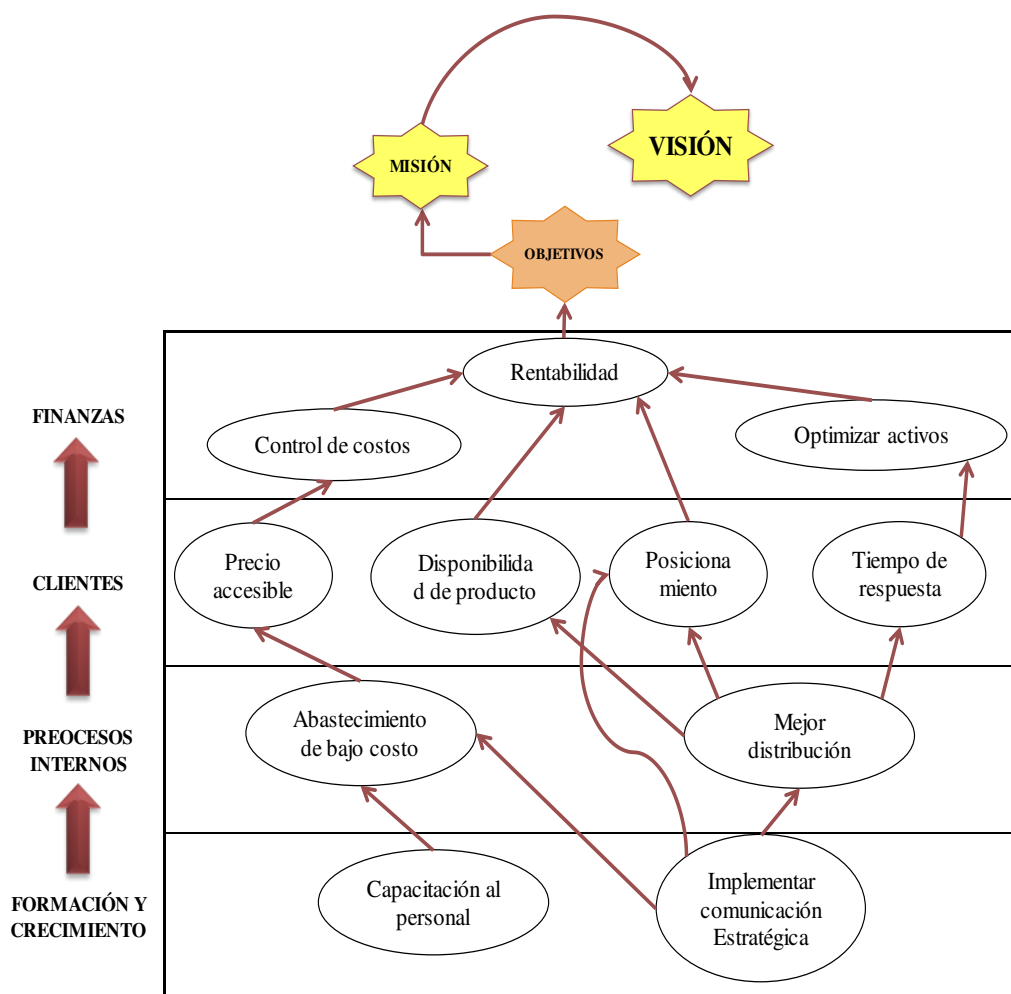 VISIÓN
MISIÓN
OBJETIVOS
Rentabilidad
FINANZAS
Control de costos
Optimizar activos
CLIENTES
Precio
accesible
Disponibilida
d de producto
Posiciona
miento
Tiempo de
respuesta
PREOCESOS
INTERNOS
Abastecimiento
de bajo costo
Mejor
distribución
FORMACIÓN Y
CRECIMIENTO
Capacitación al
personal
Implementar
comunicación
Estratégica